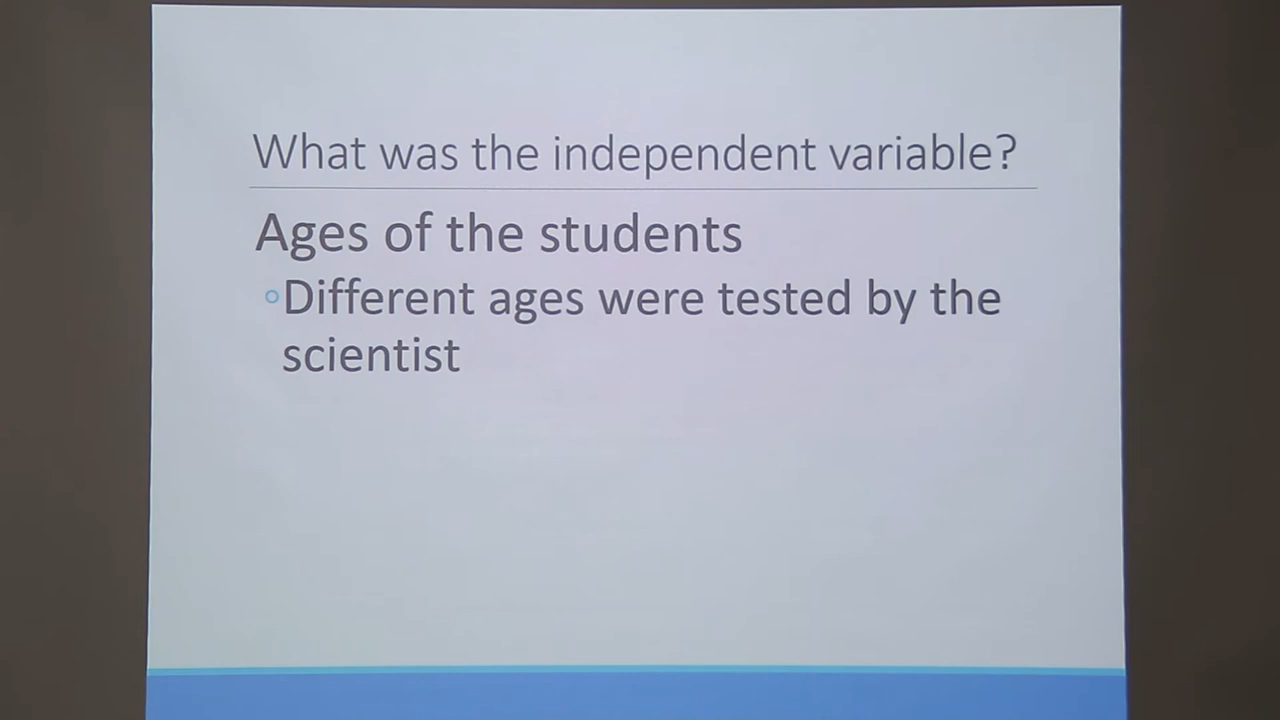 What was the independent variable?
Ages of the students
◦Different ages were tested by the
scientist